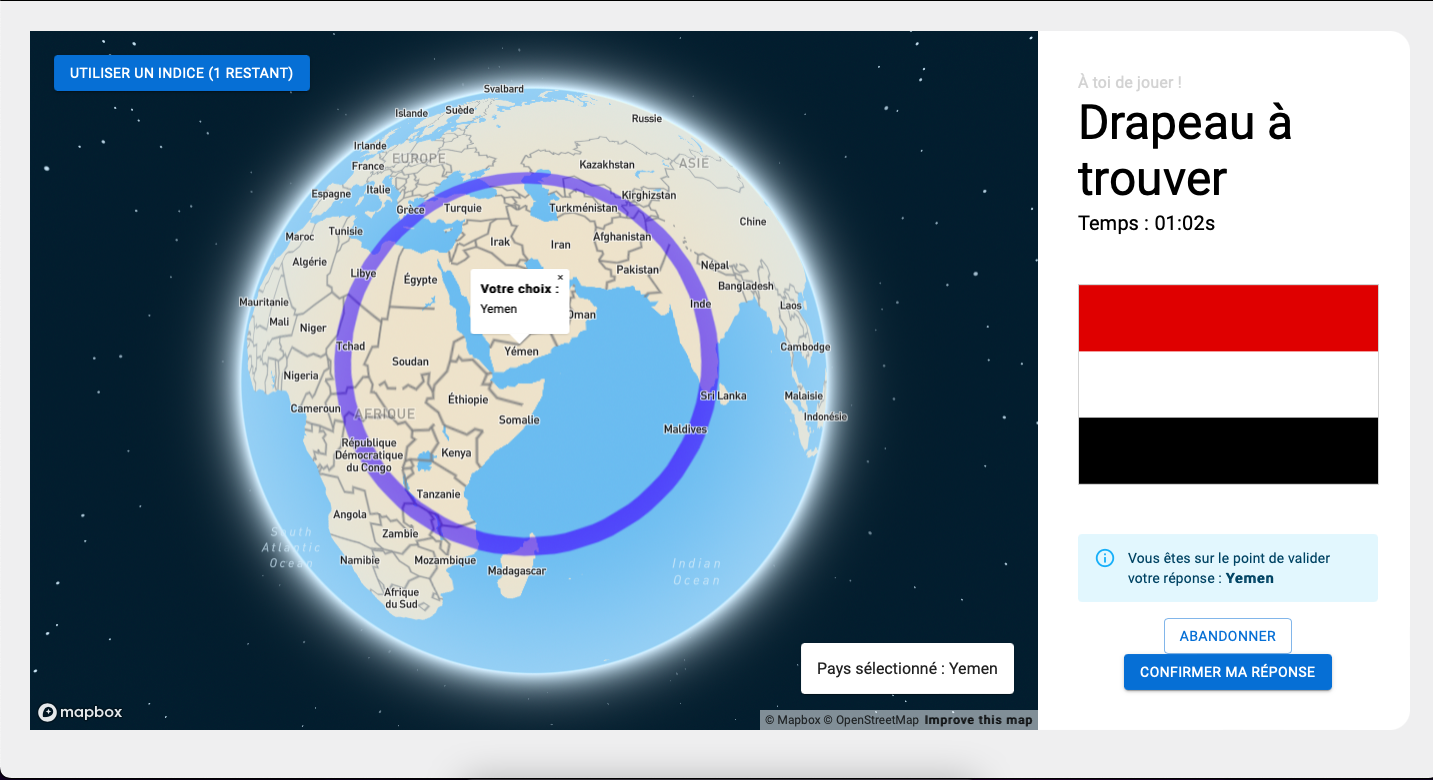 UTILISER UN INDICE (1 RESTANT)
Svalbard
Islande
Suède
Russie
Irlande
EUROPE
France
Kazakhstan
ASIE
Espagne
Italie
Kirghizstan
Grèce
Turquie
Turkménistan
Chine
Maroc
Tunisie
Irak
Iran
Afghanistan
Algérie
Libye
Égypte
Pakistan
Népal
Bangladesh
×
Votre choix :
Yemen
Mauritanie
Mali
Niger
Oman
Inde
Laos
Tchad
Soudan
Yémen
Cambodge
Nigeria
Éthiopie
Sri Lanka
Malaisie
Cameroun
AFRIQUE
Somalie
Maldives
Indonésie
République
Démocratique
du Congo
Kenya
Tanzanie
Angola
Zambie
South
Atlantic
Ocean
Namibie
Mozambique
Madagascar
Indian
Ocean
Afrique
du Sud
Pays sélectionné : Yemen
mapbox
© Mapbox © OpenStreetMap Improve this map
À toi de jouer !
Drapeau à
trouver
Temps : 01:02s
Vous êtes sur le point de valider
votre réponse : Yemen
ABANDONNER
CONFIRMER MA RÉPONSE